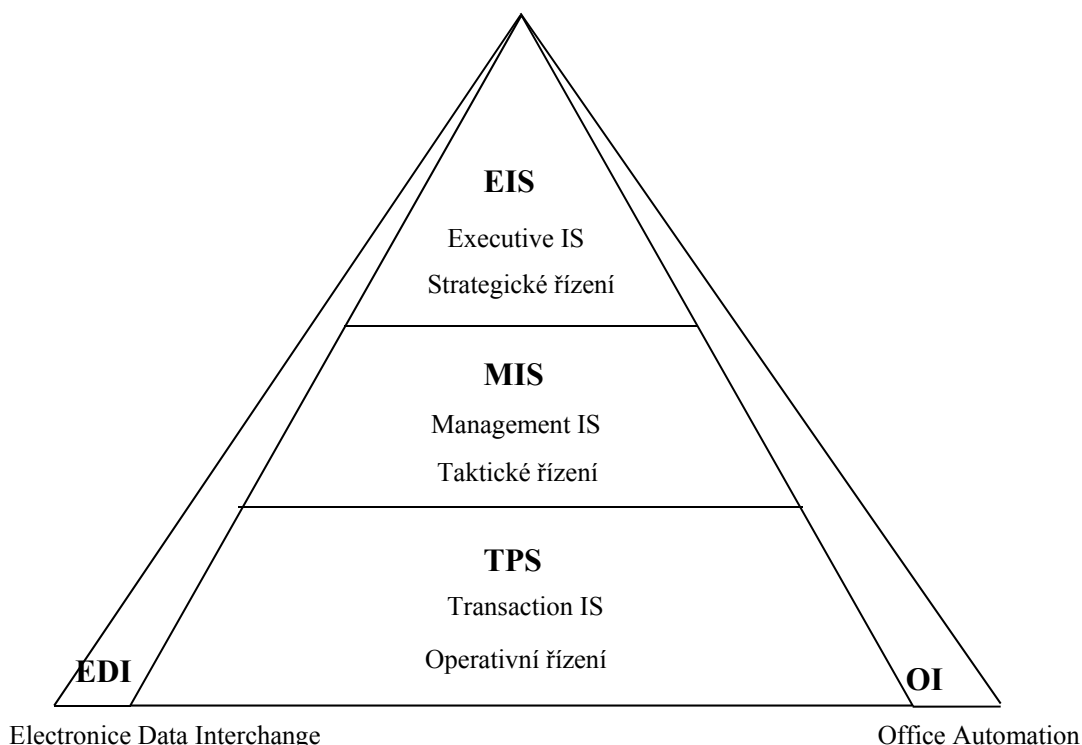 EIS
Executive IS
Strategické řízení
MIS
Management IS
Taktické řízení
TPS
Transaction IS
Operativní řízení
EDI
OI
Electronice Data Interchange
Office Automation